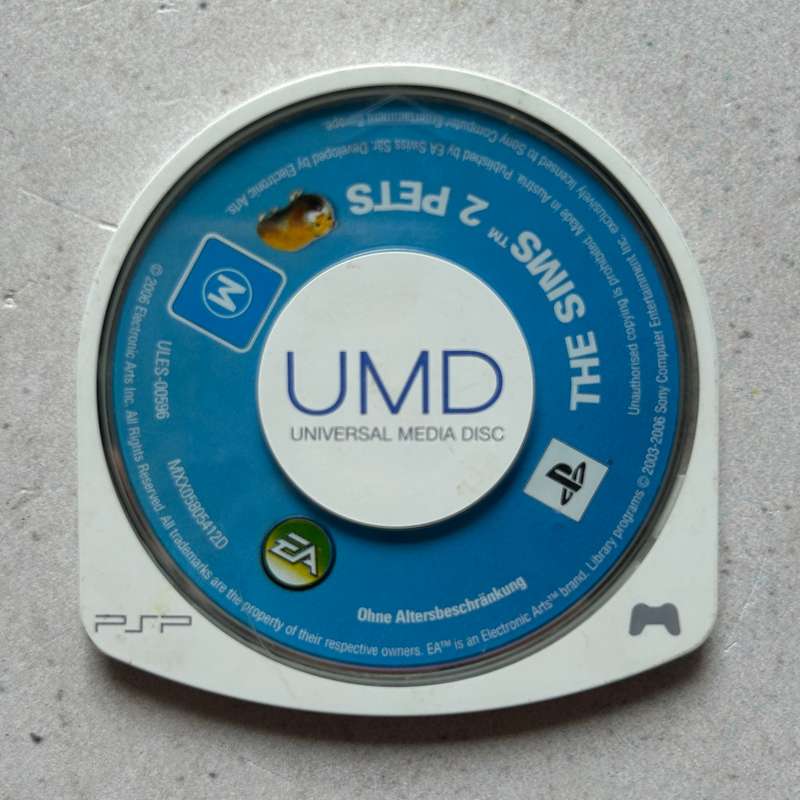 THE SIMS™ 2 PETS
UMD
UNIVERSAL MEDIA DISC
M
EA
ULES-00596
MXX05805412D
Ohne Altersbeschränkung
PSP
© 2006 Electronic Arts Inc. All Rights Reserved. All trademarks are the property of their respective owners. EA™ is an Electronic Arts™ brand. Library programs © 2003-2006 Sony Computer Entertainment Inc. exclusively licensed to Sony Computer Entertainment Europe.
Unauthorised copying is prohibited. Made in Austria. Published by EA Swiss Sàrl. Developed by Electronic Arts.